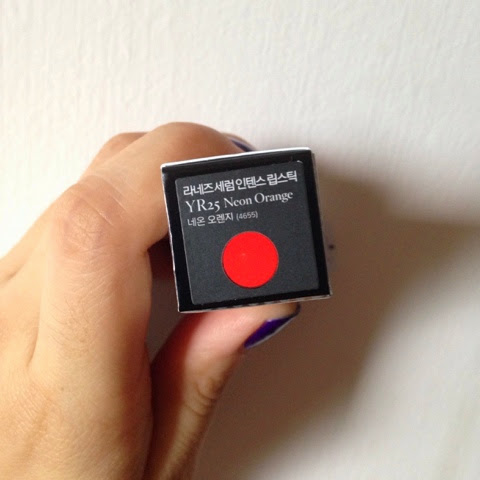 라네즈 세럼 인텐스 립스틱
YR25 Neon Orange
네온 오렌지 (4655)